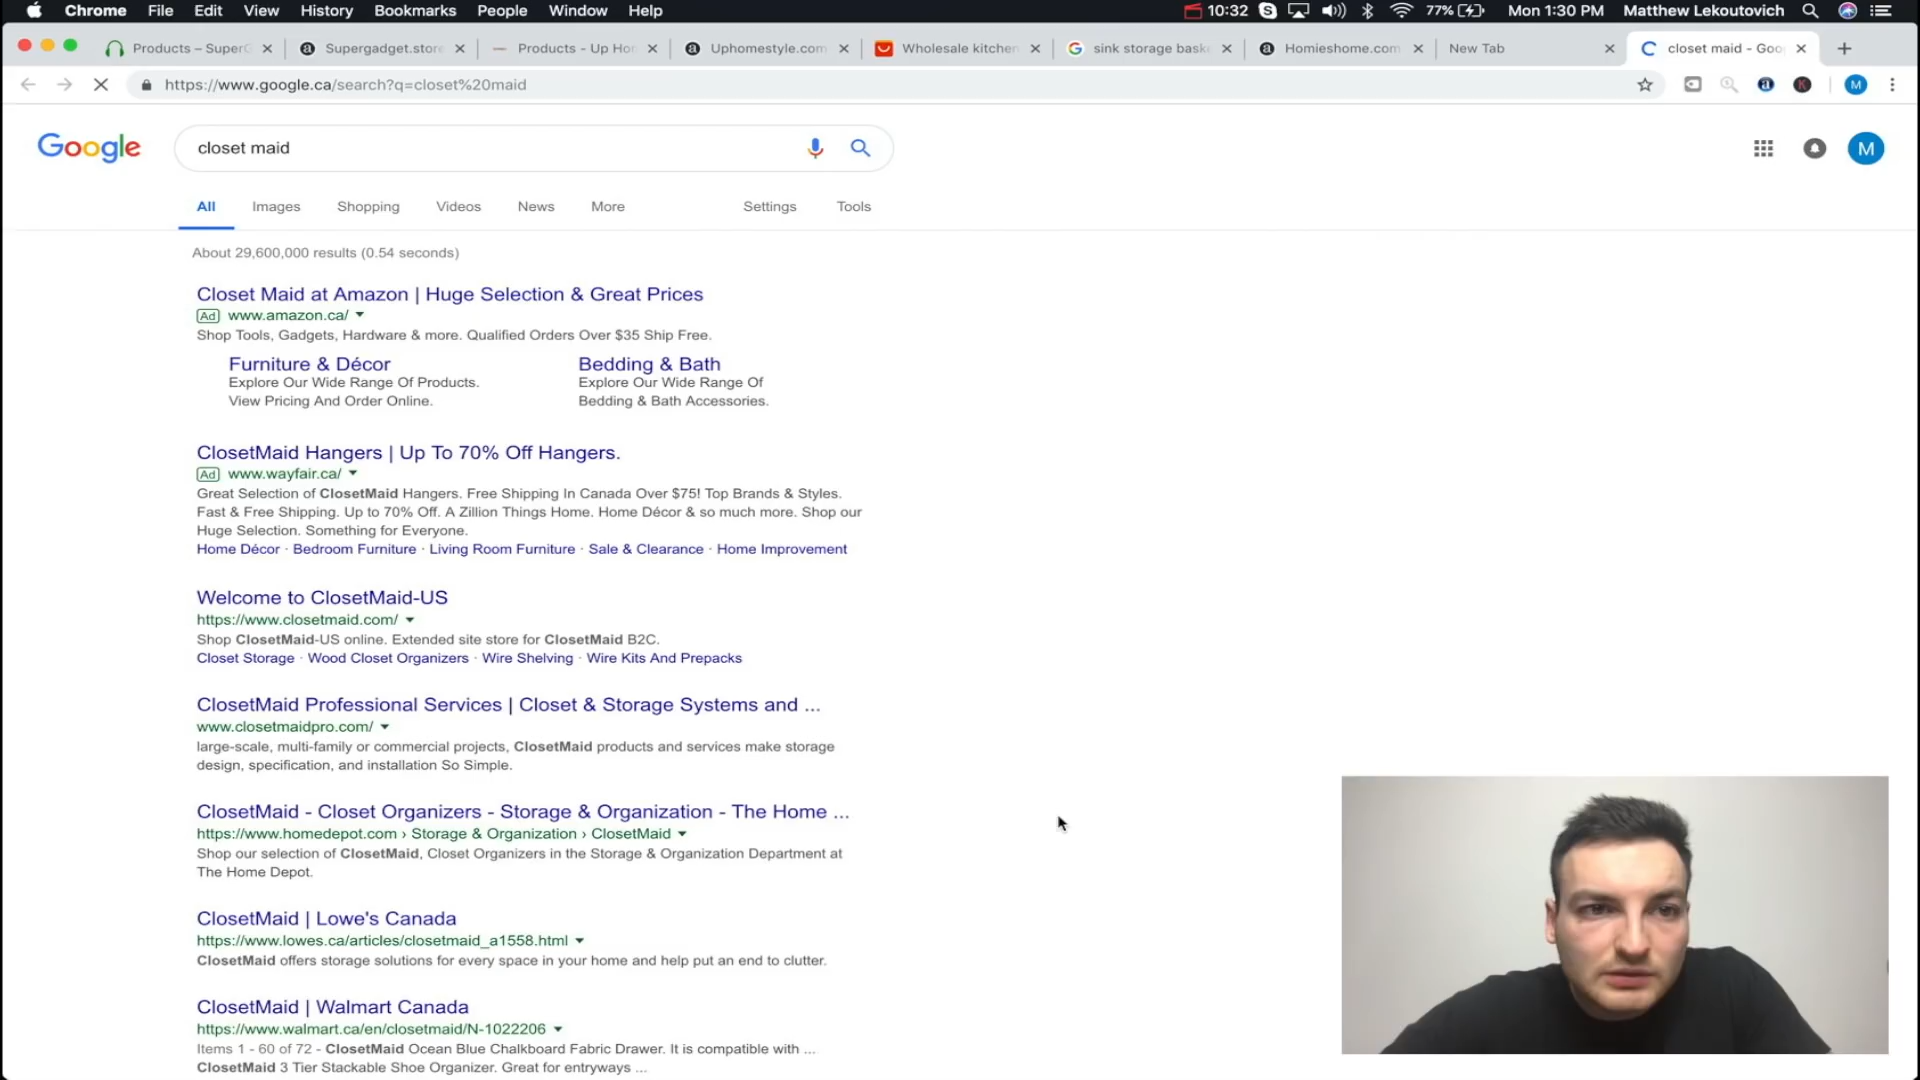 Chrome File Edit View History Bookmarks People Window Help 10:32 77% Mon 1:30 PM Matthew Lekoutovich
Products – SuperG Supergadget.store Products - Up Hom Uphomestyle.com Wholesale kitchen sink storage bask Homieshome.com New Tab closet maid - Goo
https://www.google.ca/search?q=closet%20maid M
Google closet maid M
All Images Shopping Videos News More Settings Tools
About 29,600,000 results (0.54 seconds)
Closet Maid at Amazon | Huge Selection & Great Prices
Ad www.amazon.ca/
Shop Tools, Gadgets, Hardware & more. Qualified Orders Over $35 Ship Free.
Furniture & Décor Bedding & Bath
Explore Our Wide Range Of Products. Explore Our Wide Range Of
View Pricing And Order Online. Bedding & Bath Accessories.
ClosetMaid Hangers | Up To 70% Off Hangers.
Ad www.wayfair.ca/
Great Selection of ClosetMaid Hangers. Free Shipping In Canada Over $75! Top Brands & Styles.
Fast & Free Shipping. Up to 70% Off. A Zillion Things Home. Home Décor & so much more. Shop our
Huge Selection. Something for Everyone.
Home Décor · Bedroom Furniture · Living Room Furniture · Sale & Clearance · Home Improvement
Welcome to ClosetMaid-US
https://www.closetmaid.com/
Shop ClosetMaid-US online. Extended site store for ClosetMaid B2C.
Closet Storage · Wood Closet Organizers · Wire Shelving · Wire Kits And Prepacks
ClosetMaid Professional Services | Closet & Storage Systems and ...
www.closetmaidpro.com/
large-scale, multi-family or commercial projects, ClosetMaid products and services make storage
design, specification, and installation So Simple.
ClosetMaid - Closet Organizers - Storage & Organization - The Home ...
https://www.homedepot.com › Storage & Organization › ClosetMaid
Shop our selection of ClosetMaid, Closet Organizers in the Storage & Organization Department at
The Home Depot.
ClosetMaid | Lowe's Canada
https://www.lowes.ca/articles/closetmaid_a1558.html
ClosetMaid offers storage solutions for every space in your home and help put an end to clutter.
ClosetMaid | Walmart Canada
https://www.walmart.ca/en/closetmaid/N-1022206
Items 1 - 60 of 72 - ClosetMaid Ocean Blue Chalkboard Fabric Drawer. It is compatible with ...
ClosetMaid 3 Tier Stackable Shoe Organizer. Great for entryways ...